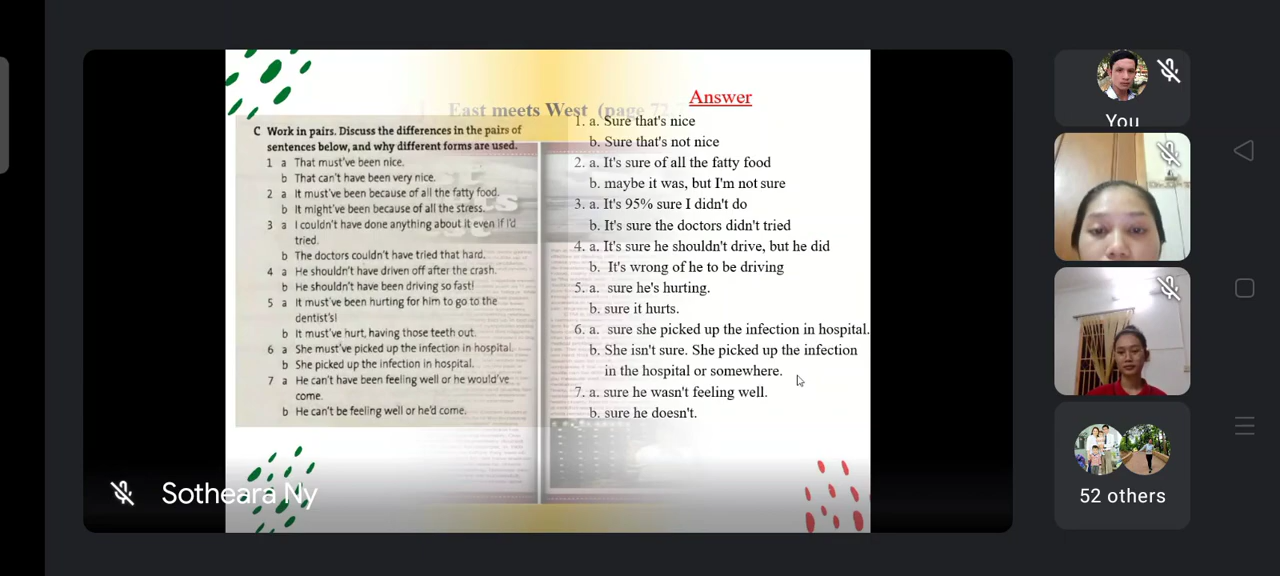 East meets West (page 72
Answer
C Work in pairs. Discuss the differences in the pairs of
sentences below, and why different forms are used.
1 a That must've been nice.
b That can't have been very nice.
2 a It must've been because of all the fatty food.
b It might've been because of all the stress.
3 a I couldn't have done anything about it even if I'd
tried.
b The doctors couldn't have tried that hard.
4 a He shouldn't have driven off after the crash.
b He shouldn't have been driving so fast!
5 a It must've been hurting for him to go to the
dentist's!
b It must've hurt, having those teeth out.
6 a She must've picked up the infection in hospital.
b She picked up the infection in hospital.
7 a He can't have been feeling well or he would've
come.
b He can't be feeling well or he'd come.
1. a. Sure that's nice
b. Sure that's not nice
2. a. It's sure of all the fatty food
b. maybe it was, but I'm not sure
3. a. It's 95% sure I didn't do
b. It's sure the doctors didn't tried
4. a. It's sure he shouldn't drive, but he did
b. It's wrong of he to be driving
5. a. sure he's hurting.
b. sure it hurts.
6. a. sure she picked up the infection in hospital.
b. She isn't sure. She picked up the infection
in the hospital or somewhere.
7. a. sure he wasn't feeling well.
b. sure he doesn't.
Sotheara Ny
You
52 others